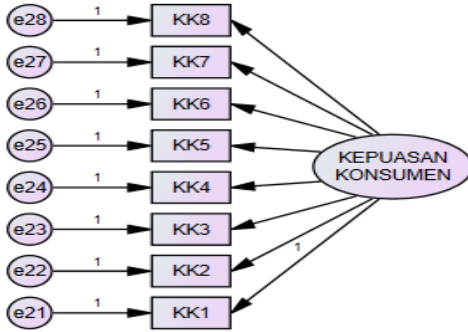 e28 1 KK8
e27 1 KK7
e26 1 KK6
e25 1 KK5
KEPUASAN
KONSUMEN
e24 1 KK4
e23 1 KK3
1
e22 1 KK2
e21 1 KK1